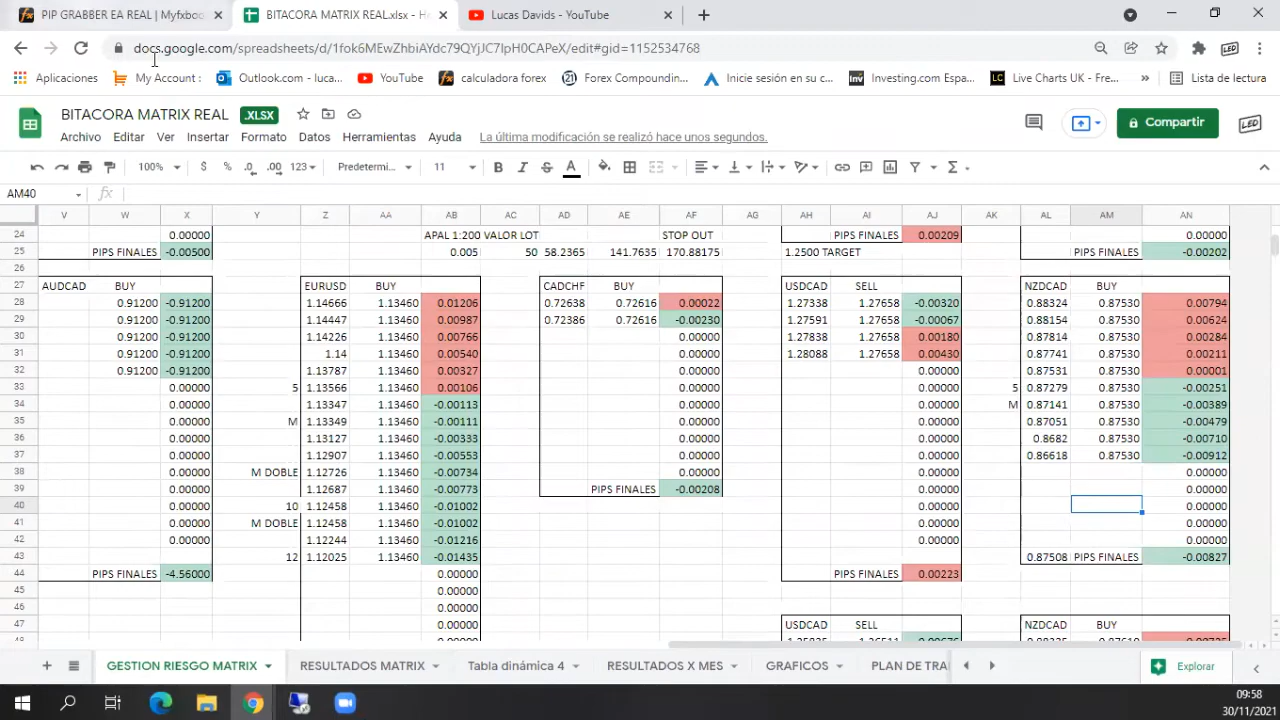 PIP GRABBER EA REAL | Myfxboo
BITACORA MATRIX REAL.xlsx - He
Lucas Davids - YouTube
docs.google.com/spreadsheets/d/1fok6MEwZhbiAYdc79QYjJC7IpH0CAPeX/edit#gid=1152534768
Aplicaciones My Account : Outlook.com - luca... YouTube calculadora forex Forex Compoundin... Inicie sesión en su c... Investing.com Espa... Live Charts UK - Fre... » Lista de lectura
BITACORA MATRIX REAL .XLSX
Archivo Editar Ver Insertar Formato Datos Herramientas Ayuda La última modificación se realizó hace unos segundos. Compartir
100% $ % .0 .00 123 Predetermi... 11 B I S A
AM40 fx
V W X Y Z AA AB AC AD AE AF AG AH AI AJ AK AL AM AN
24 0.00000 APAL 1:200 VALOR LOT STOP OUT PIPS FINALES 0.00209 0.00000
25 PIPS FINALES -0.00500 0.005 50 58.2365 141.7635 170.88175 1.2500 TARGET PIPS FINALES -0.00202
26
27 AUDCAD BUY EURUSD BUY CADCHF BUY USDCAD SELL NZDCAD BUY
28 0.91200 -0.91200 1.14666 1.13460 0.01206 0.72638 0.72616 0.00022 1.27338 1.27658 -0.00320 0.88324 0.87530 0.00794
29 0.91200 -0.91200 1.14447 1.13460 0.00987 0.72386 0.72616 -0.00230 1.27591 1.27658 -0.00067 0.88154 0.87530 0.00624
30 0.91200 -0.91200 1.14226 1.13460 0.00766 0.00000 1.27838 1.27658 0.00180 0.87814 0.87530 0.00284
31 0.91200 -0.91200 1.14 1.13460 0.00540 0.00000 1.28088 1.27658 0.00430 0.87741 0.87530 0.00211
32 0.91200 -0.91200 1.13787 1.13460 0.00327 0.00000 0.00000 0.87531 0.87530 0.00001
33 0.00000 5 1.13566 1.13460 0.00106 0.00000 0.00000 5 0.87279 0.87530 -0.00251
34 0.00000 1.13347 1.13460 -0.00113 0.00000 0.00000 M 0.87141 0.87530 -0.00389
35 0.00000 M 1.13349 1.13460 -0.00111 0.00000 0.00000 0.87051 0.87530 -0.00479
36 0.00000 1.13127 1.13460 -0.00333 0.00000 0.00000 0.8682 0.87530 -0.00710
37 0.00000 1.12907 1.13460 -0.00553 0.00000 0.00000 0.86618 0.87530 -0.00912
38 0.00000 M DOBLE 1.12726 1.13460 -0.00734 0.00000 0.00000 0.00000
39 0.00000 1.12687 1.13460 -0.00773 PIPS FINALES -0.00208 0.00000 0.00000
40 0.00000 10 1.12458 1.13460 -0.01002 0.00000 0.00000
41 0.00000 M DOBLE 1.12458 1.13460 -0.01002 0.00000 0.00000
42 0.00000 1.12244 1.13460 -0.01216 0.00000 0.00000
43 12 1.12025 1.13460 -0.01435 0.87508 PIPS FINALES -0.00827
44 PIPS FINALES -4.56000 0.00000 PIPS FINALES 0.00223
45 0.00000
46 0.00000
47 0.00000 USDCAD SELL NZDCAD BUY
GESTION RIESGO MATRIX RESULTADOS MATRIX Tabla dinámica 4 RESULTADOS X MES GRAFICOS PLAN DE TRA Explorar
09:58
30/11/2021